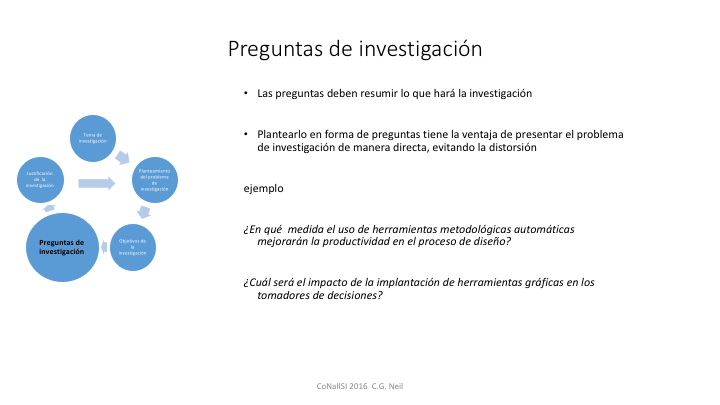 Preguntas de investigación
• Las preguntas deben resumir lo que hará la investigación
• Plantearlo en forma de preguntas tiene la ventaja de presentar el problema
de investigación de manera directa, evitando la distorsión
ejemplo
¿En qué  medida el uso de herramientas metodológicas automáticas
mejorarán la productividad en el proceso de diseño?
¿Cuál será el impacto de la implantación de herramientas gráficas en los
tomadores de decisiones?
Tema de
investigación
Planteamiento
del problema
de
investigación
Objetivos de
la
investigación
Preguntas de
investigación
Justificación
de la
investigación
CoNaIISI 2016  C.G. Neil